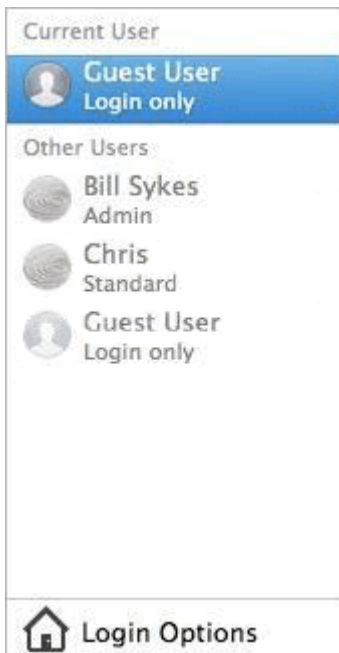 Current User
Guest User
Login only
Other Users
Bill Sykes
Admin
Chris
Standard
Guest User
Login only
Login Options